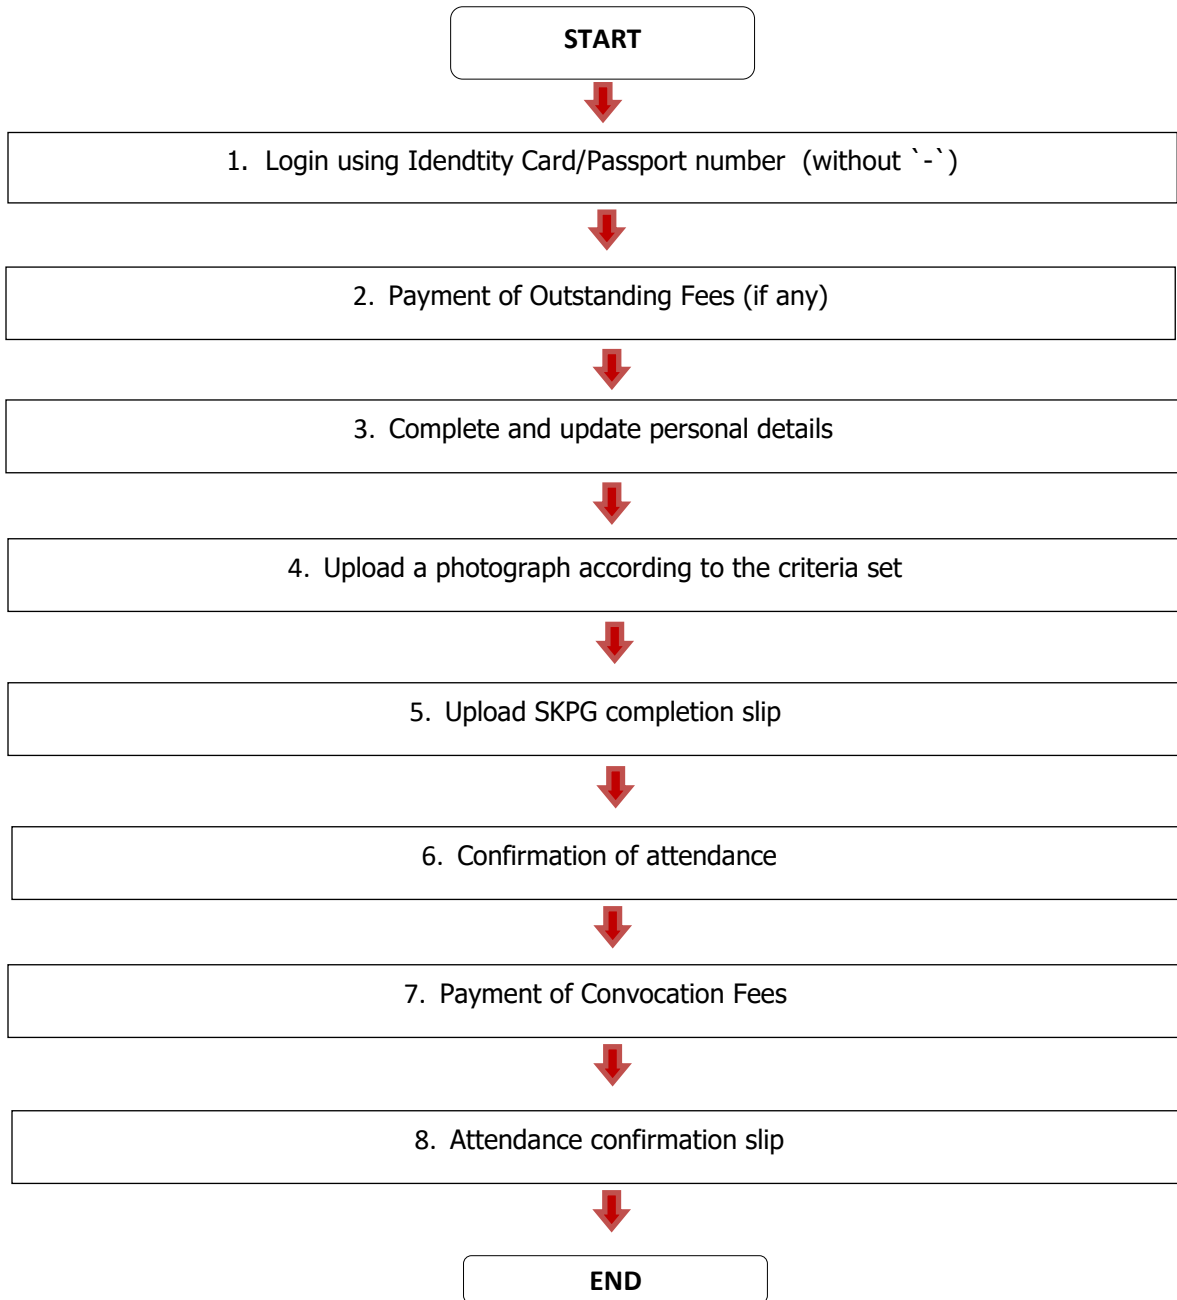 START
1. Login using Idendtity Card/Passport number (without `-`)
2. Payment of Outstanding Fees (if any)
3. Complete and update personal details
4. Upload a photograph according to the criteria set
5. Upload SKPG completion slip
6. Confirmation of attendance
7. Payment of Convocation Fees
8. Attendance confirmation slip
END